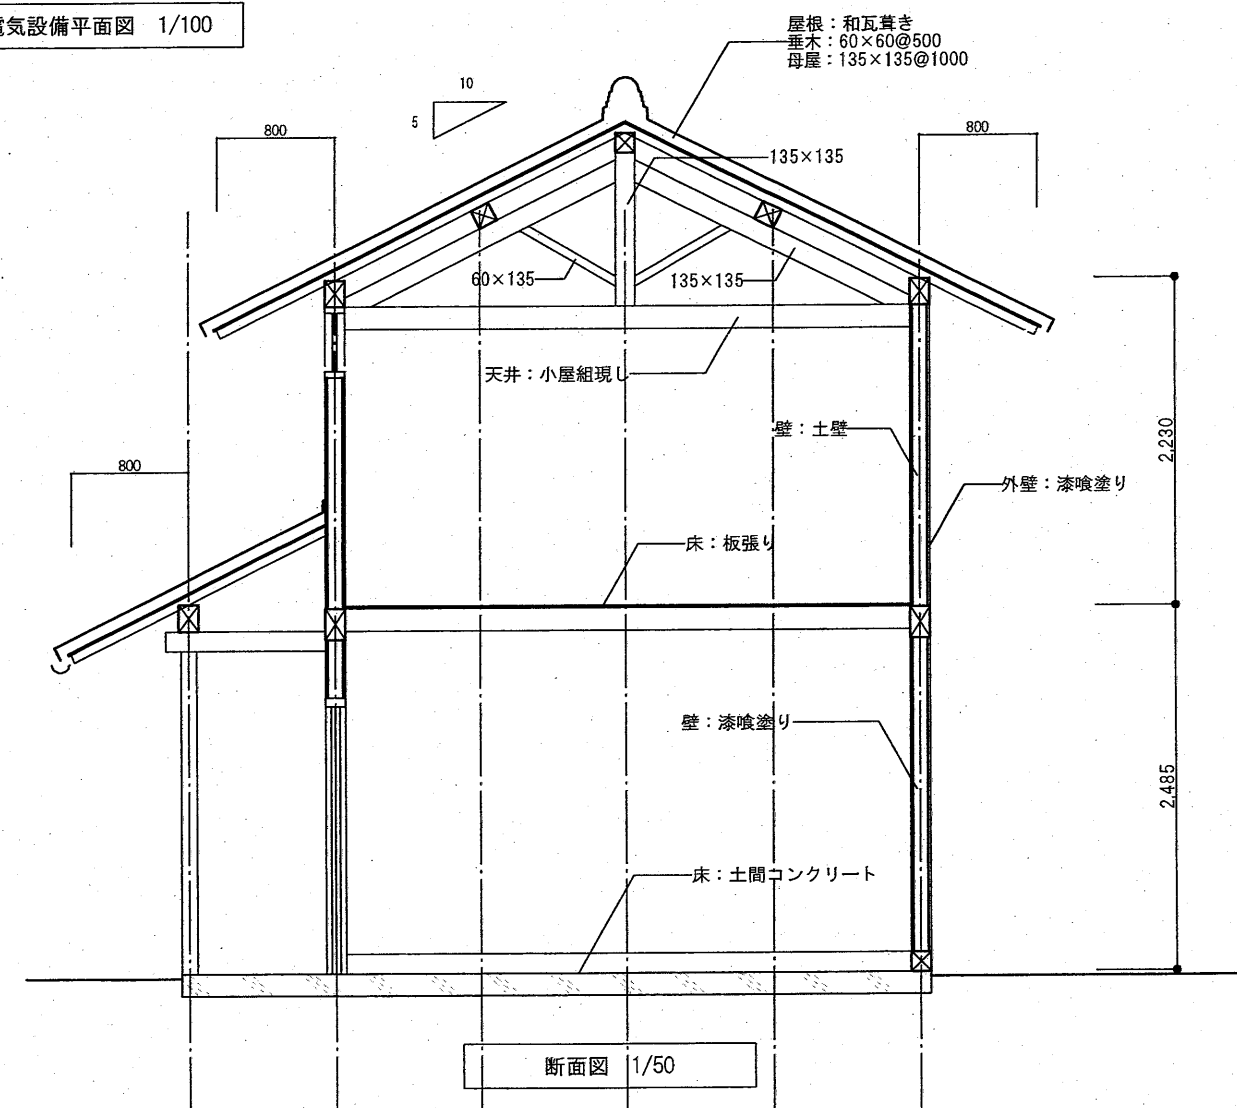 電気設備平面図 1/100
屋根：和瓦葺き
垂木：60×60@500
母屋：135×135@1000
10
5
800
800
135×135
60×135
135×135
天井：小屋組現し
壁：土壁
2,230
800
外壁：漆喰塗り
床：板張り
壁：漆喰塗り
2,485
床：土間コンクリート
断面図 1/50